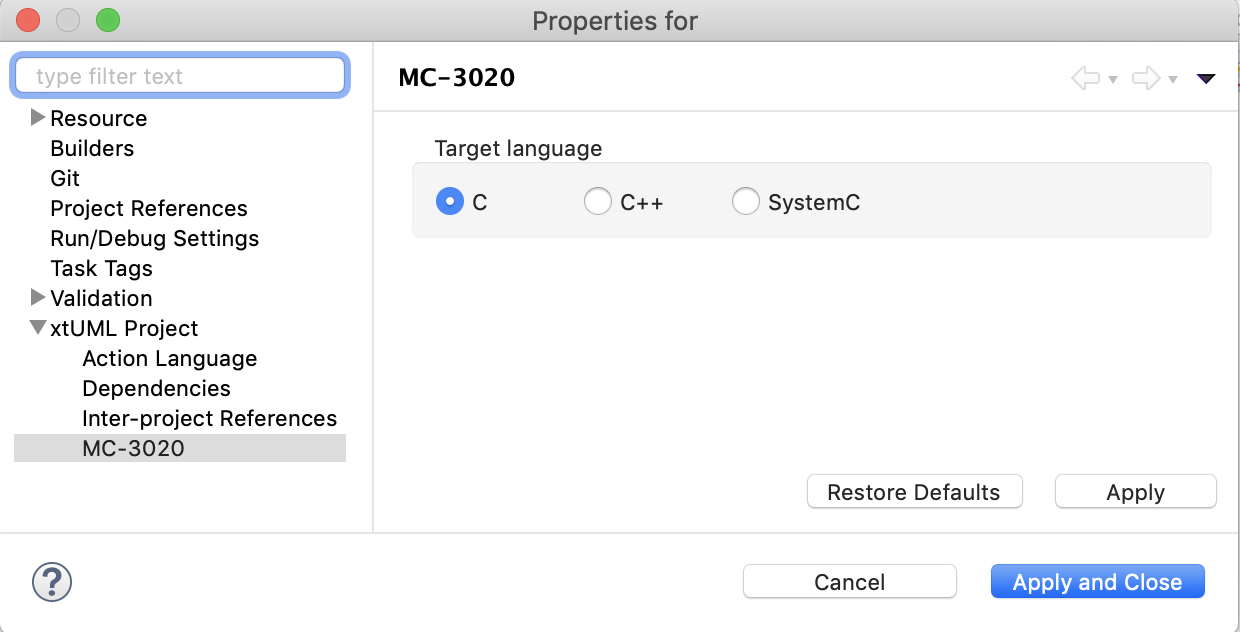 Properties for
type filter text
Resource
Builders
Git
Project References
Run/Debug Settings
Task Tags
Validation
xtUML Project
Action Language
Dependencies
Inter-project References
MC-3020
MC-3020
Target language
C C++ SystemC
Restore Defaults Apply
? Cancel Apply and Close